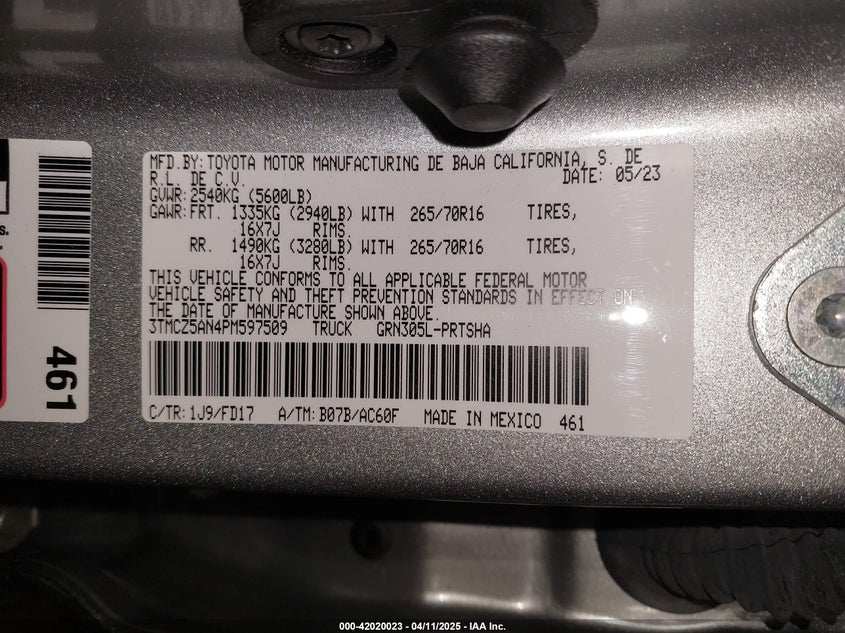 MFD.BY:TOYOTA MOTOR MANUFACTURING DE BAJA CALIFORNIA, S. DE
R.L. DE C.V. DATE: 05/23
GVWR:2540KG (5600LB)
GAWR:FRT. 1335KG (2940LB) WITH 265/70R16 TIRES,
16X7J RIMS.
RR. 1490KG (3280LB) WITH 265/70R16 TIRES,
16X7J RIMS.
THIS VEHICLE CONFORMS TO ALL APPLICABLE FEDERAL MOTOR
VEHICLE SAFETY AND THEFT PREVENTION STANDARDS IN EFFECT ON
THE DATE OF MANUFACTURE SHOWN ABOVE.
3TMCZ5AN4PM597509 TRUCK GRN305L-PRTSHA
C/TR:1J9/FD17 A/TM:B07B/AC60F MADE IN MEXICO 461
461
000-42020023 - 04/11/2025 - IAA Inc.